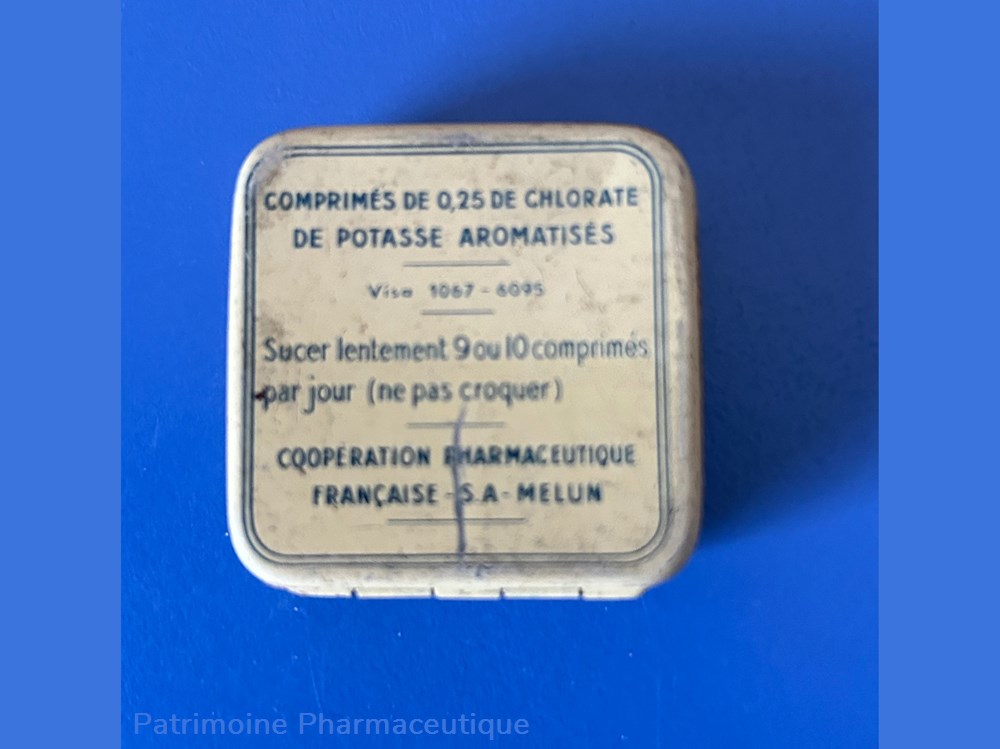 COMPRIMÉS DE 0,25 DE CHLORATE
DE POTASSE AROMATISÉS
Visa 1067 - 6095
Sucer lentement 9 ou 10 comprimés
par jour (ne pas croquer)
COOPÉRATION PHARMACEUTIQUE
FRANÇAISE - S.A - MELUN
Patrimoine Pharmaceutique